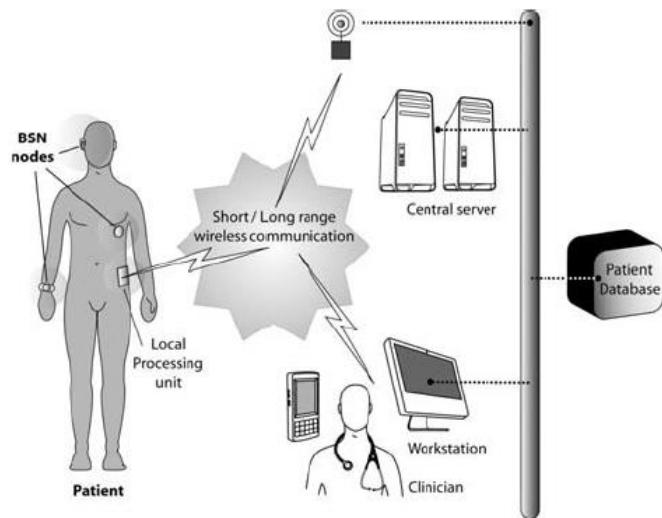 BSN
nodes
Short / Long range
wireless communication
Central server
Patient
Database
Local
Processing
unit
Workstation
Clinician
Patient